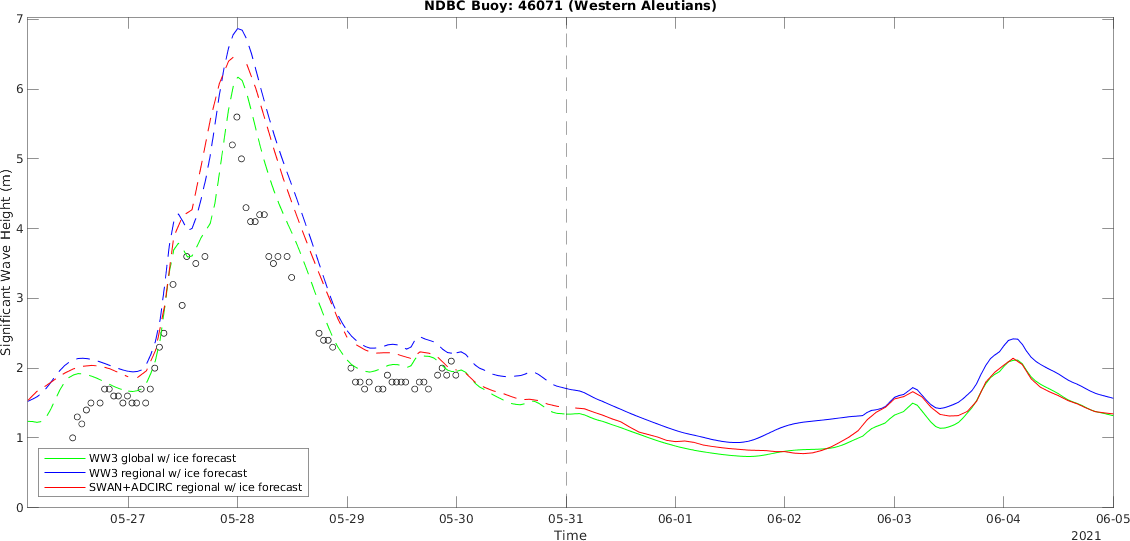 NDBC Buoy: 46071 (Western Aleutians)
7
6
5
4
3
2
1
0
Significant Wave Height (m)
WW3 global w/ ice forecast
WW3 regional w/ ice forecast
SWAN+ADCIRC regional w/ ice forecast
05-27 05-28 05-29 05-30 05-31 06-01 06-02 06-03 06-04 06-05
Time
2021